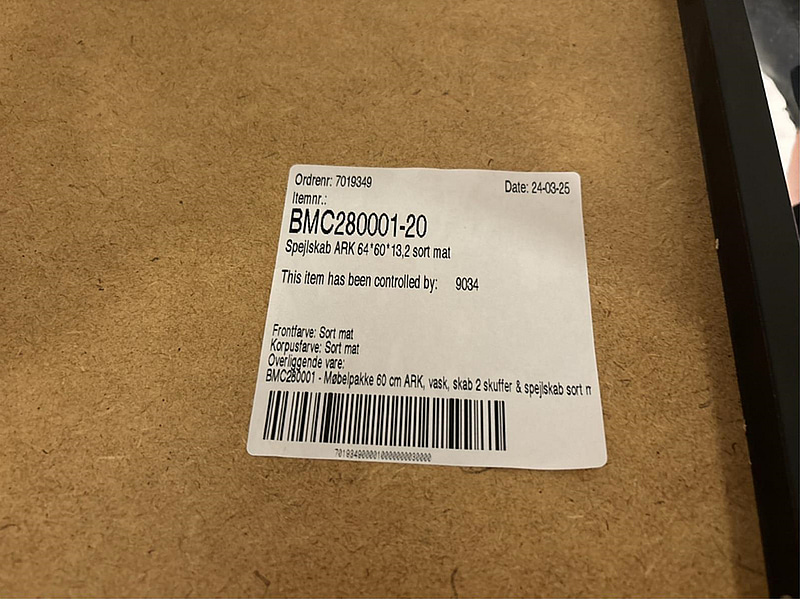 Ordrenr: 7019349
Date: 24-03-25
Itemnr.:
BMC280001-20
Spejlskab ARK 64*60*13,2 sort mat
This item has been controlled by: 9034
Frontfarve: Sort mat
Korpusfarve: Sort mat
Overliggende vare:
BMC280001 - Møbelpakke 60 cm ARK, vask, skab 2 skuffer & spejlskab sort